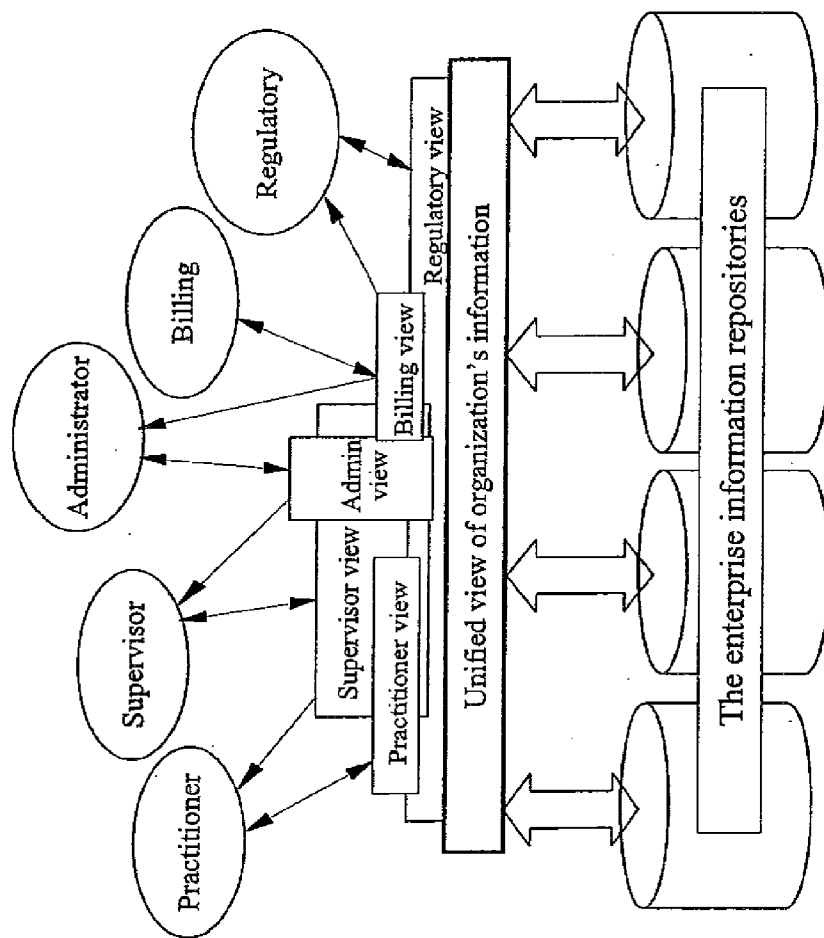 Practitioner
Supervisor
Administrator
Billing
Regulatory
Supervisor view
Admin
view
Practitioner view
Billing view
Regulatory view
Unified view of organization's information
The enterprise information repositories